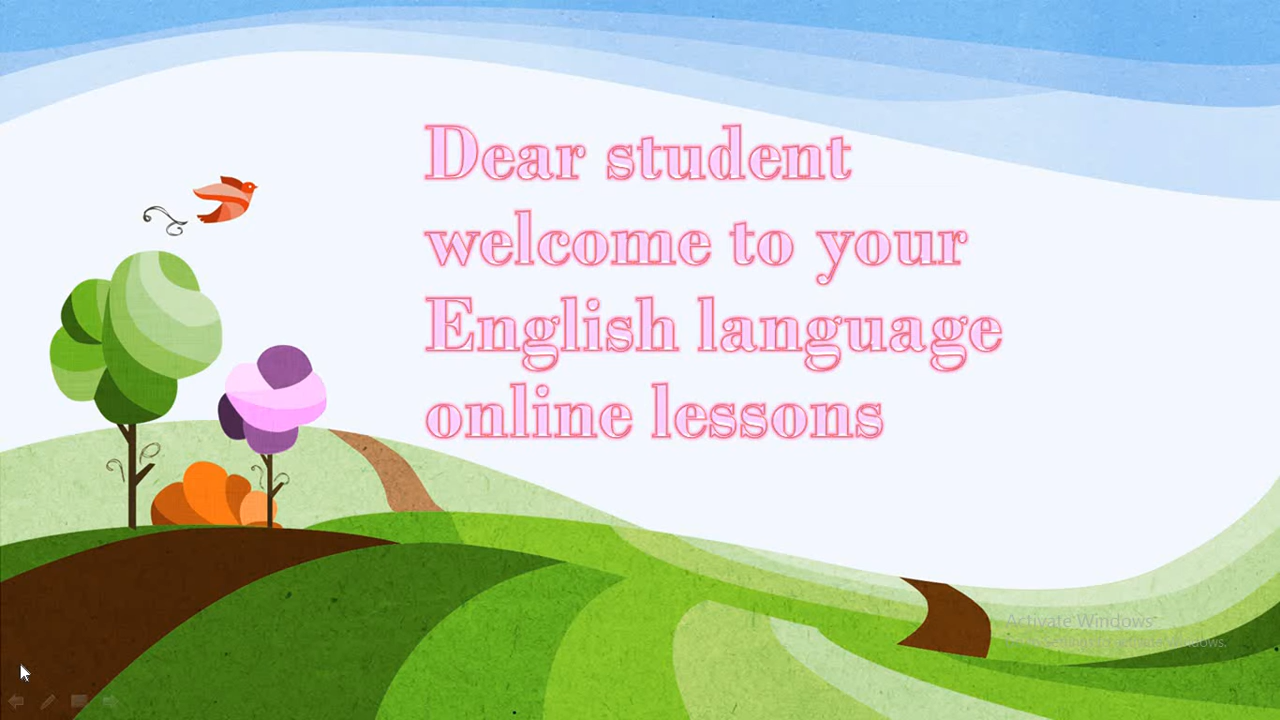 Dear student
welcome to your
English language
online lessons
Activate Windows